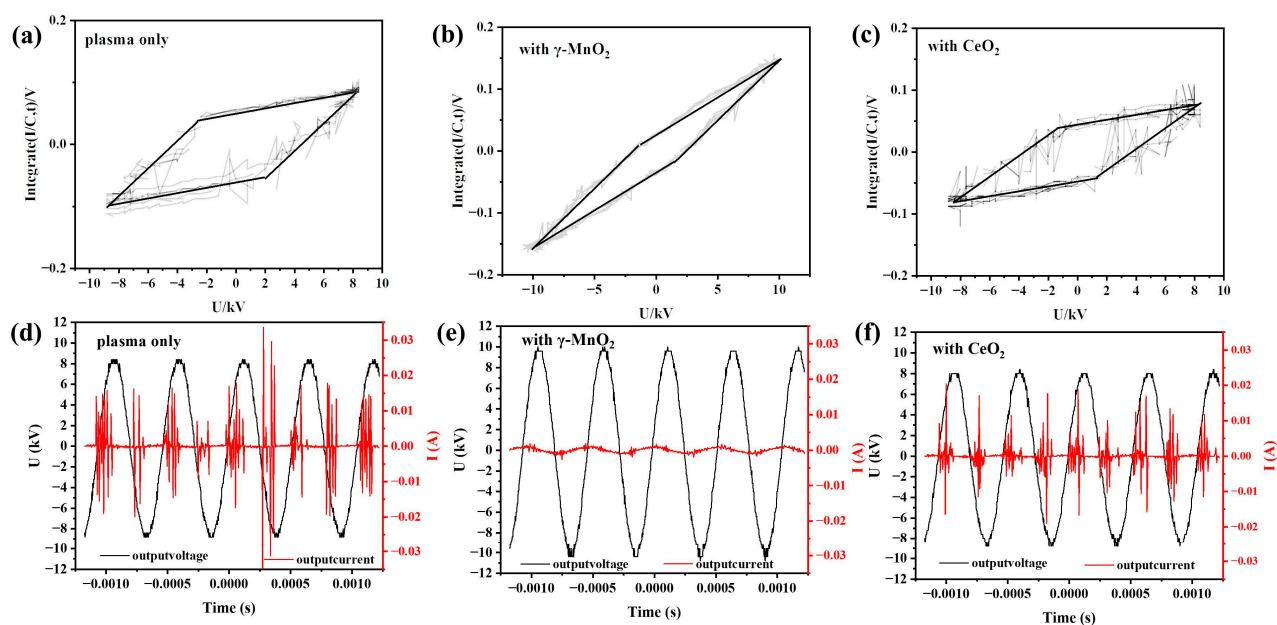 (a)
plasma only
0.2
0.0
−0.2
Integrate(I/C,t)/V
−10 −8 −6 −4 −2 0 2 4 6 8 10
U/kV
(b)
with γ-MnO2
0.2
0.1
0.0
−0.1
−0.2
Integrate(I/C,t)/V
−10 −5 0 5 10
U/kV
(c)
with CeO2
0.2
0.1
0.0
−0.1
−0.2
Integrate(I/C,t)/V
−10 −8 −6 −4 −2 0 2 4 6 8 10
U/kV
(d)
plasma only
12
10
8
6
4
2
0
−2
−4
−6
−8
−10
−12
U (kV)
0.03
0.02
0.01
0.00
−0.01
−0.02
−0.03
I (A)
outputvoltage
outputcurrent
−0.0010 −0.0005 0.0000 0.0005 0.0010
Time (s)
(e)
with γ-MnO2
12
10
8
6
4
2
0
−2
−4
−6
−8
−10
−12
U (kV)
0.03
0.02
0.01
0.00
−0.01
−0.02
−0.03
I (A)
outputvoltage
outputcurrent
−0.0010 −0.0005 0.0000 0.0005 0.0010
Time (s)
(f)
with CeO2
12
10
8
6
4
2
0
−2
−4
−6
−8
−10
−12
U (kV)
0.03
0.02
0.01
0.00
−0.01
−0.02
−0.03
I (A)
outputvoltage
outputcurrent
−0.0010 −0.0005 0.0000 0.0005 0.0010
Time (s)